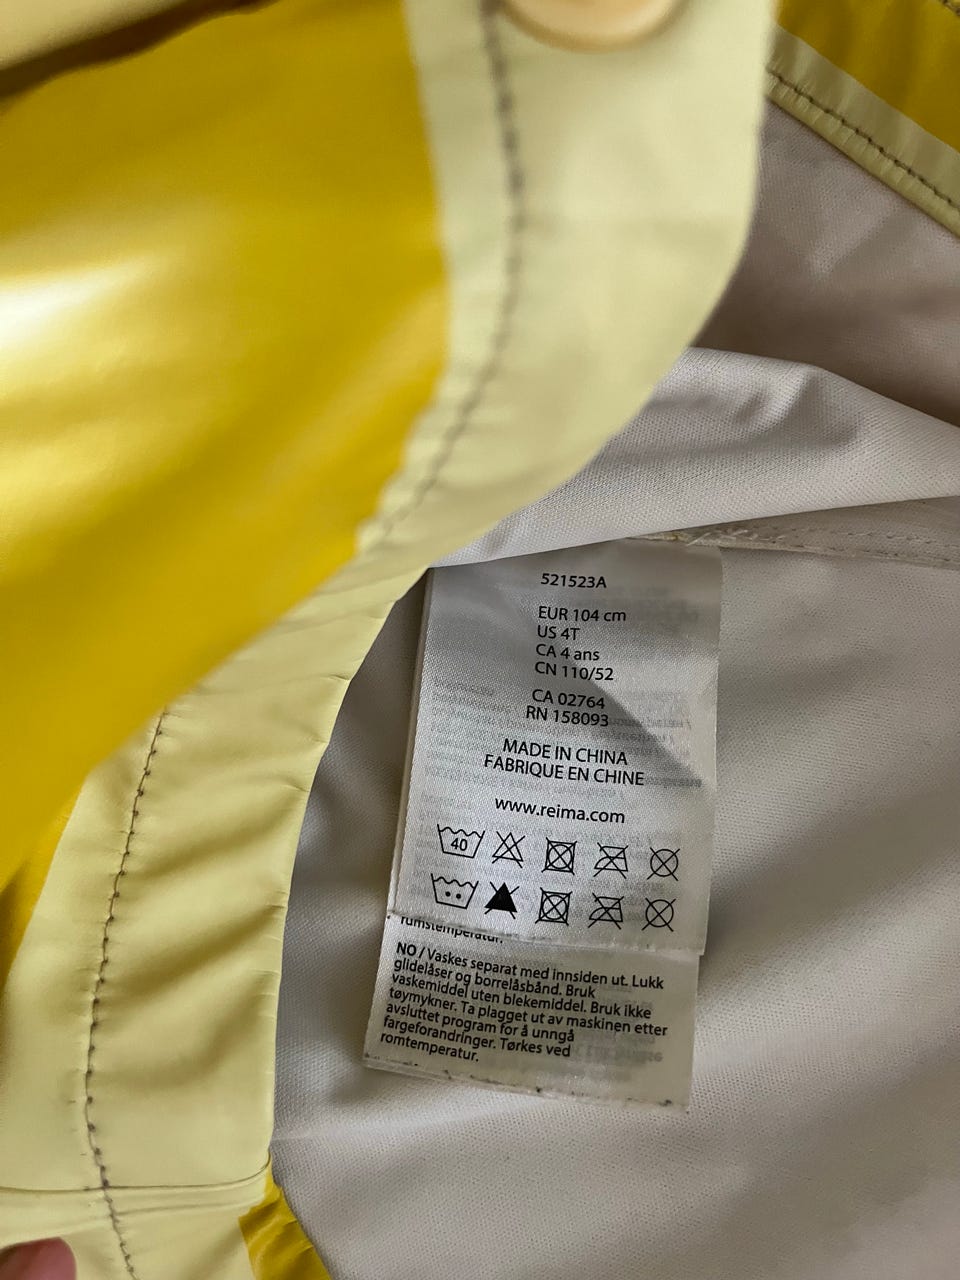 521523A
EUR 104 cm
US 4T
CA 4 ans
CN 110/52
CA 02764
RN 158093
MADE IN CHINA
FABRIQUE EN CHINE
www.reima.com
40
rumstemperatur.
NO / Vaskes separat med innsiden ut. Lukk
glidelåser og borrelåsbånd. Bruk
vaskemiddel uten blekemiddel. Bruk ikke
tøymykner. Ta plagget ut av maskinen etter
avsluttet program for å unngå
fargeforandringer. Tørkes ved
romtemperatur.